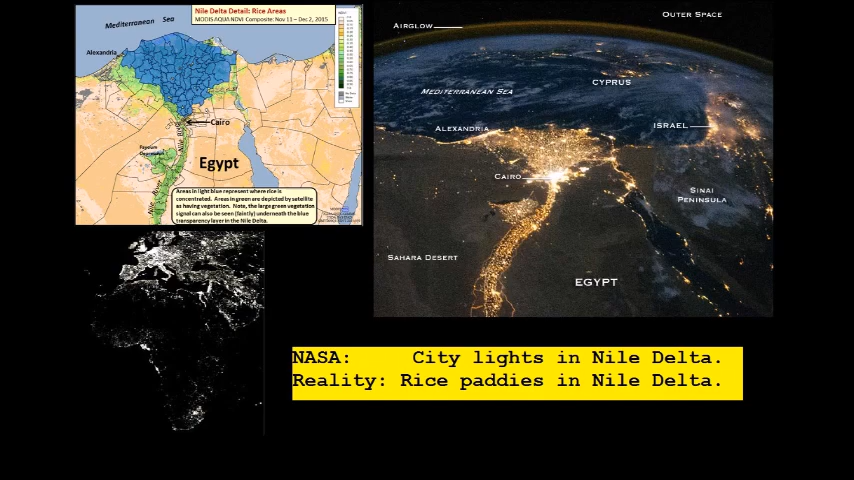 Nile Delta Detail: Rice Areas
MODIS AQUA NDVI Composite: Nov 11 – Dec 2, 2015
Mediterranean Sea
Alexandria
Cairo
Nile
Fayoum
Depression
Egypt
Areas in light blue represent where rice is
concentrated. Areas in green are depicted by satellite
as having vegetation. Note, the large green vegetation
signal can also be seen (faintly) underneath the blue
transparency layer in the Nile Delta.
AIRGLOW
OUTER SPACE
CYPRUS
MEDITERRANEAN SEA
ALEXANDRIA
ISRAEL
CAIRO
SINAI
PENINSULA
SAHARA DESERT
EGYPT
NASA: City lights in Nile Delta.
Reality: Rice paddies in Nile Delta.